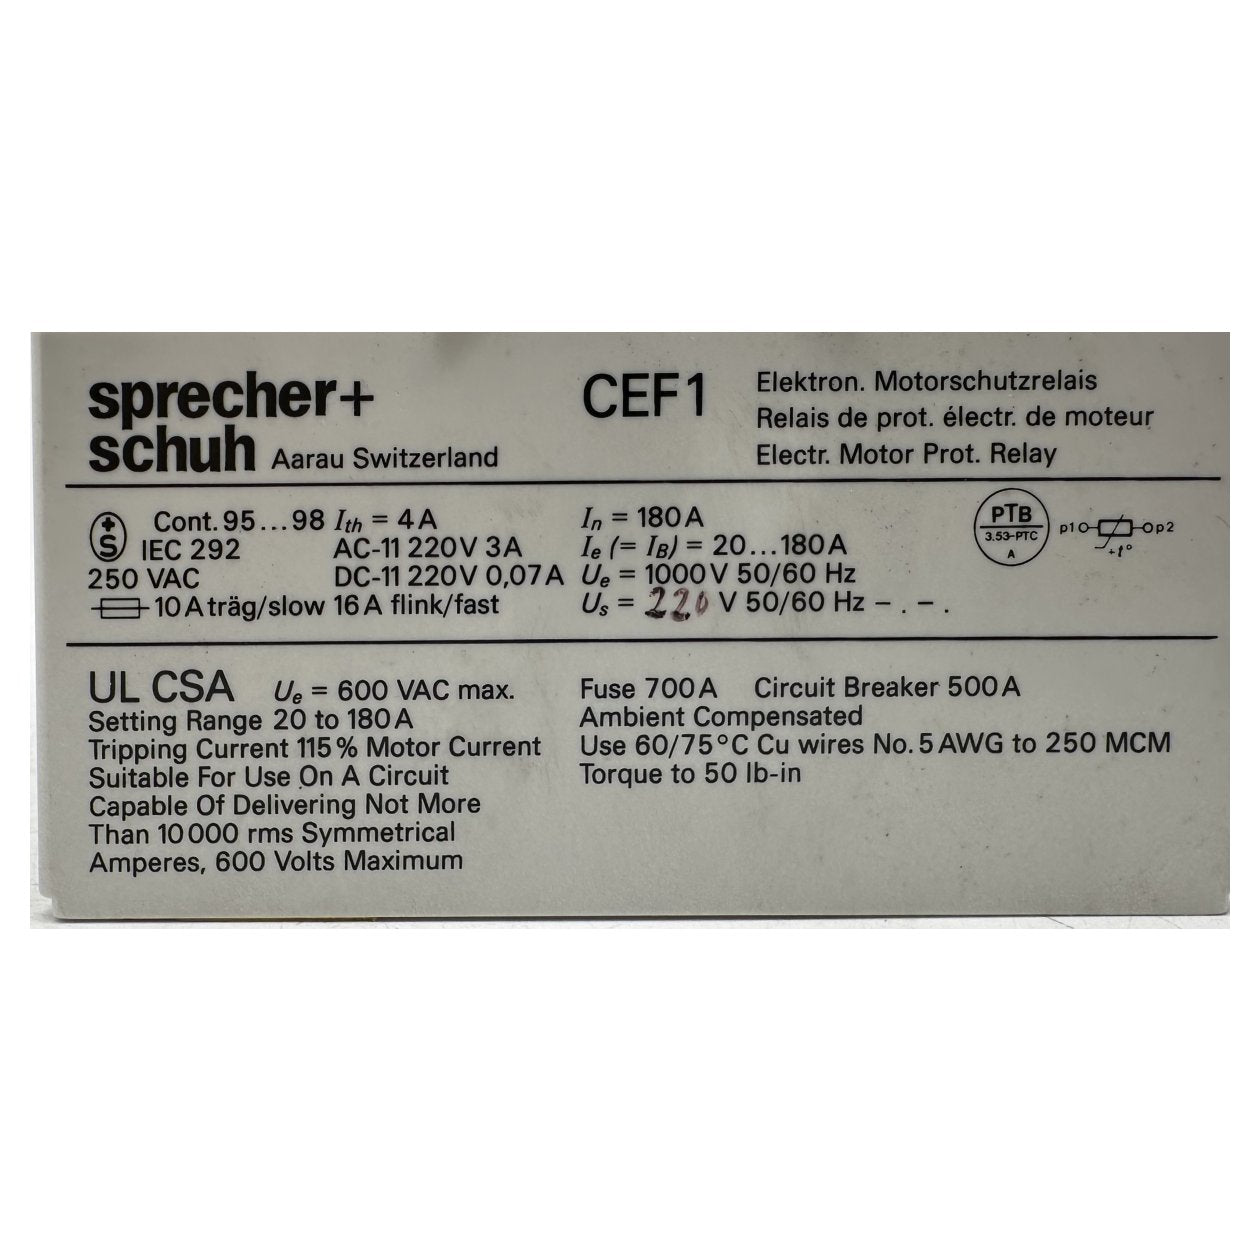 sprecher+
schuh Aarau Switzerland
CEF1
Elektron. Motorschutzrelais
Relais de prot. électr. de moteur
Electr. Motor Prot. Relay
+S Cont. 95...98 Ith = 4 A
IEC 292 AC-11 220 V 3 A
250 VAC DC-11 220 V 0,07 A
10 A träg/slow 16 A flink/fast
In = 180 A
Ie (= IB) = 20...180 A
Ue = 1000 V 50/60 Hz
Us = 220 V 50/60 Hz – . – .
PTB
3.53-PTC
A
p1 p2
+t°
UL CSA Ue = 600 VAC max.
Setting Range 20 to 180 A
Tripping Current 115 % Motor Current
Suitable For Use On A Circuit
Capable Of Delivering Not More
Than 10 000 rms Symmetrical
Amperes, 600 Volts Maximum
Fuse 700 A Circuit Breaker 500 A
Ambient Compensated
Use 60/75 °C Cu wires No. 5 AWG to 250 MCM
Torque to 50 lb-in